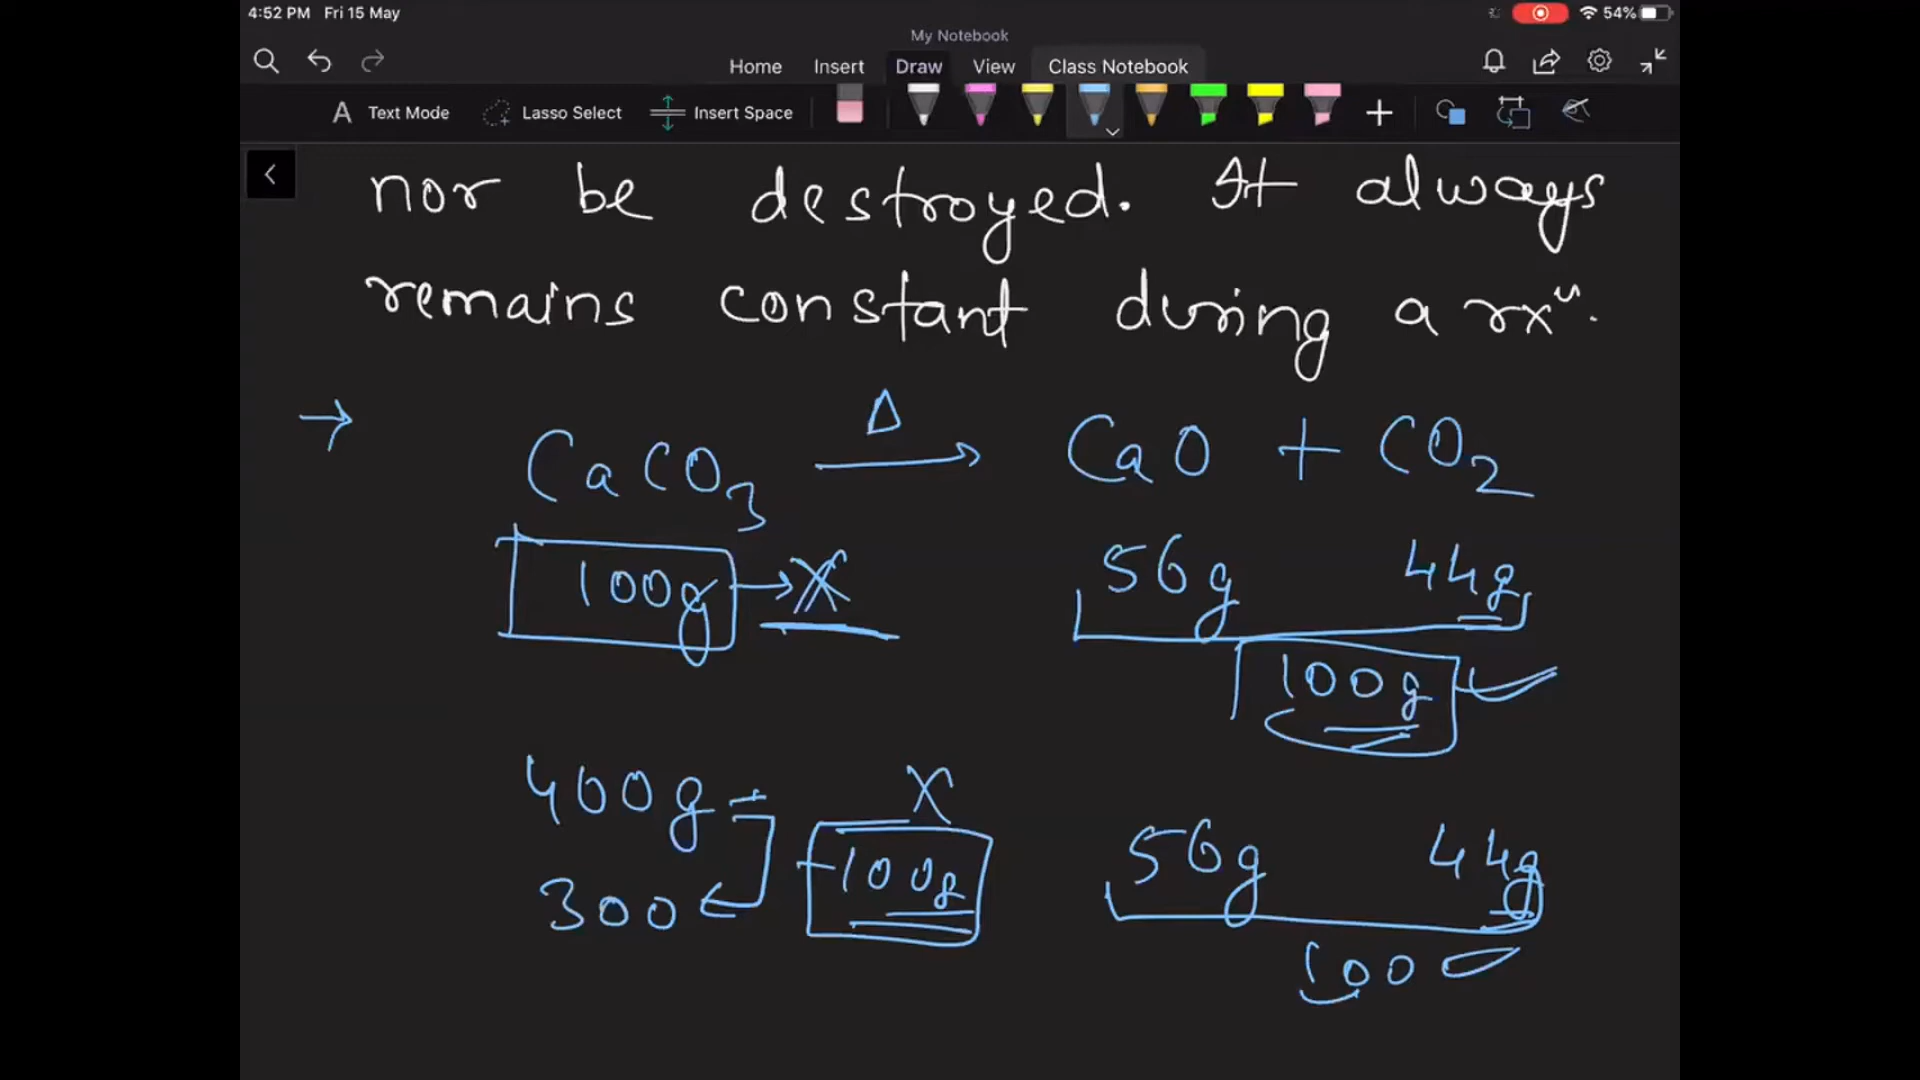 4:52 PM Fri 15 May 54%
My Notebook
Home Insert Draw View Class Notebook
Text Mode Lasso Select Insert Space
nor be destroyed. It always
remains constant during a rxⁿ.
→ CaCO₃ Δ→ CaO + CO₂
100g → X 56g 44g
100g
400g X
100g 56g 44g
300
100